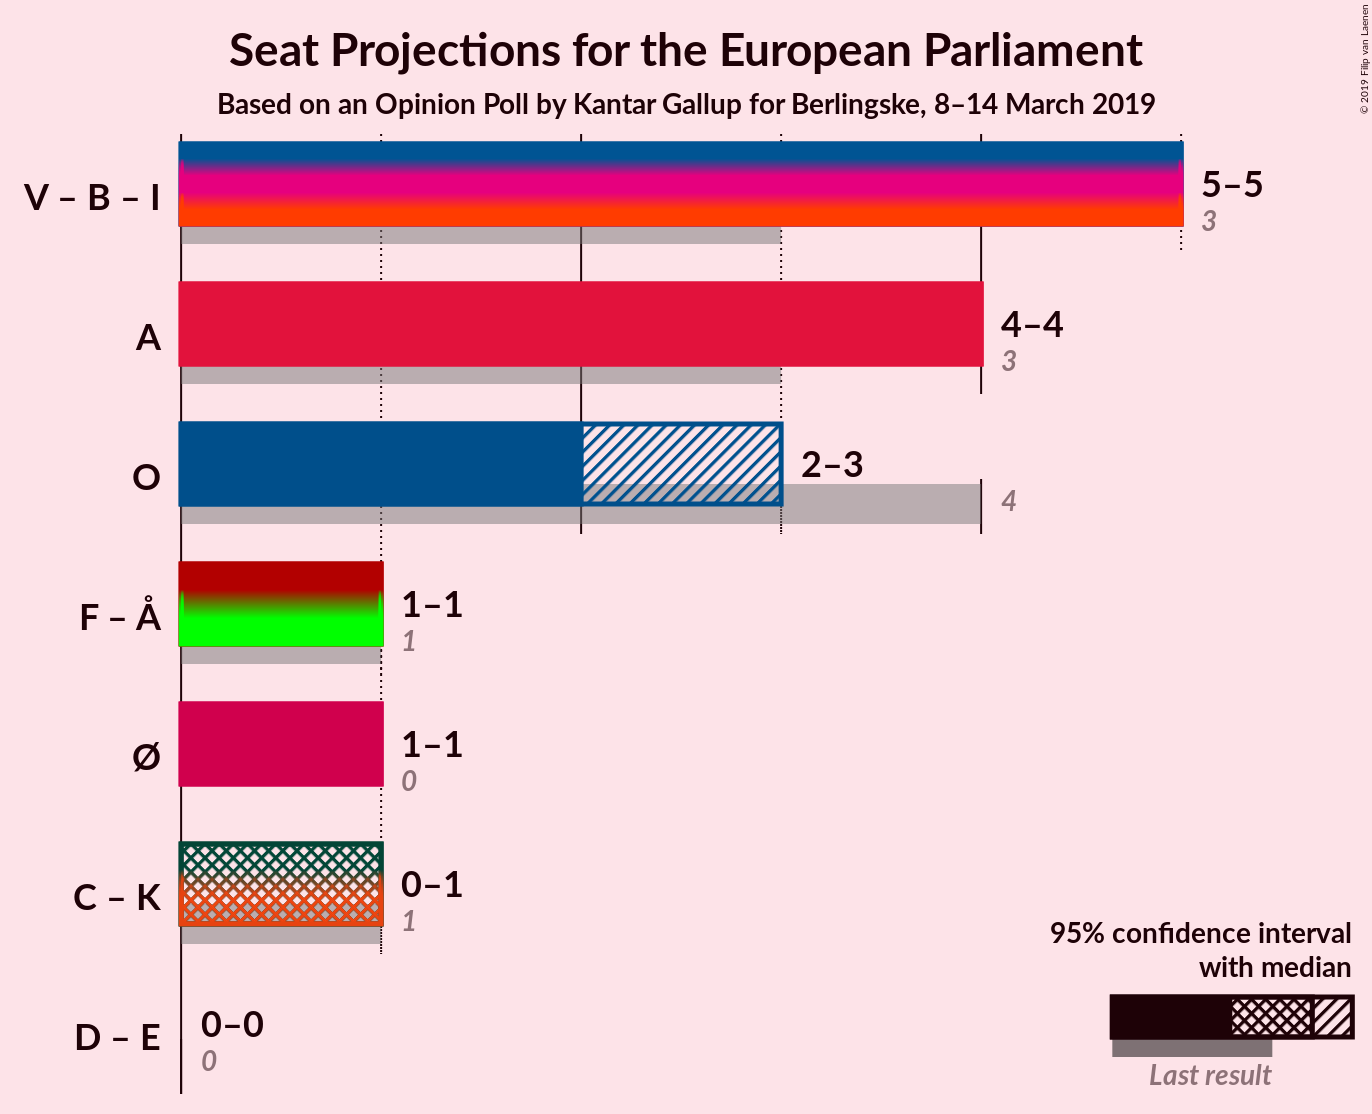 Seat Projections for the European Parliament
Based on an Opinion Poll by Kantar Gallup for Berlingske, 8–14 March 2019
© 2019 Filip van Laenen
V – B – I
5–5
3
A
4–4
3
O
2–3
4
F – Å
1–1
1
Ø
1–1
0
C – K
0–1
1
D – E
0–0
0
95% confidence interval
with median
Last result